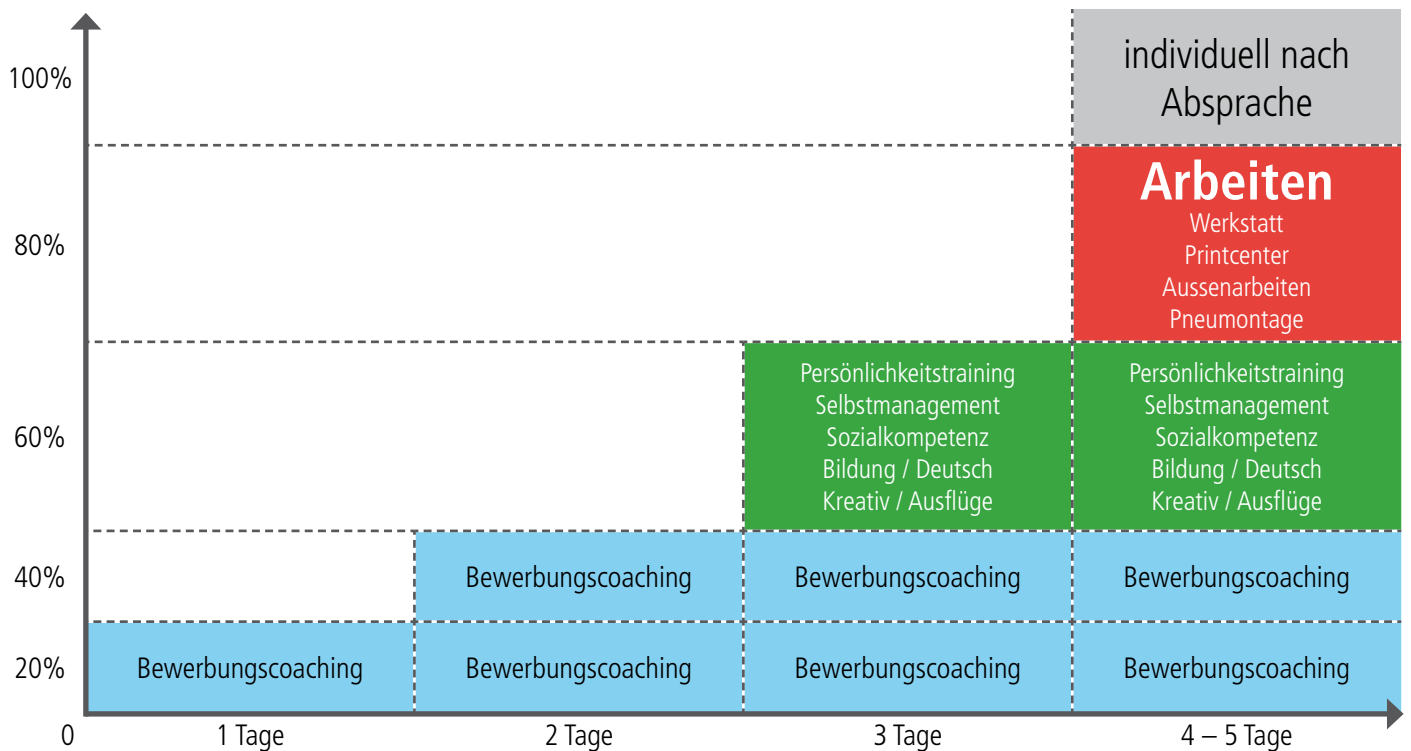 100%
individuell nach
Absprache
80%
Arbeiten
Werkstatt
Printcenter
Aussenarbeiten
Pneumontage
60%
Persönlichkeitstraining
Selbstmanagement
Sozialkompetenz
Bildung / Deutsch
Kreativ / Ausflüge
Persönlichkeitstraining
Selbstmanagement
Sozialkompetenz
Bildung / Deutsch
Kreativ / Ausflüge
40%
Bewerbungscoaching
Bewerbungscoaching
Bewerbungscoaching
20%
Bewerbungscoaching
Bewerbungscoaching
Bewerbungscoaching
Bewerbungscoaching
0
1 Tage
2 Tage
3 Tage
4 – 5 Tage